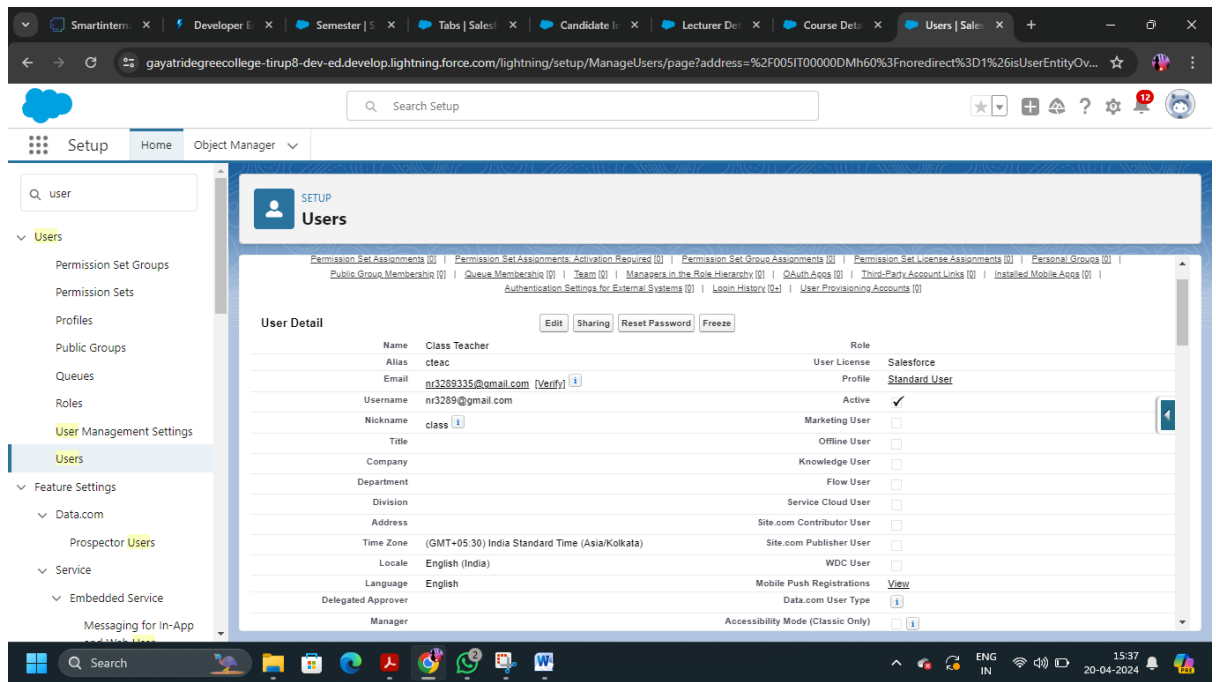 Smartintern
Developer E
Semester | S
Tabs | Salesf
Candidate In
Lecturer Det
Course Deta
Users | Sales
gayatridegreecollege-tirup8-dev-ed.develop.lightning.force.com/lightning/setup/ManageUsers/page?address=%2F005IT00000DMh60%3Fnoredirect%3D1%26isUserEntityOv...
Search Setup
12
Setup
Home
Object Manager
user
Users
Permission Set Groups
Permission Sets
Profiles
Public Groups
Queues
Roles
User Management Settings
Users
Feature Settings
Data.com
Prospector Users
Service
Embedded Service
Messaging for In-App
SETUP
Users
Permission Set Assignments [0] | Permission Set Assignments: Activation Required [0] | Permission Set Group Assignments [0] | Permission Set License Assignments [0] | Personal Groups [0] |
Public Group Membership [0] | Queue Membership [0] | Team [0] | Managers in the Role Hierarchy [0] | OAuth Apps [0] | Third-Party Account Links [0] | Installed Mobile Apps [0] |
Authentication Settings for External Systems [0] | Login History [0+] | User Provisioning Accounts [0]
User Detail
Edit Sharing Reset Password Freeze
Name Class Teacher Role
Alias cteac User License Salesforce
Email nr3289335@gmail.com [Verify] i Profile Standard User
Username nr3289@gmail.com Active ✓
Nickname class i Marketing User
Title Offline User
Company Knowledge User
Department Flow User
Division Service Cloud User
Address Site.com Contributor User
Time Zone (GMT+05:30) India Standard Time (Asia/Kolkata) Site.com Publisher User
Locale English (India) WDC User
Language English Mobile Push Registrations View
Delegated Approver Data.com User Type i
Manager Accessibility Mode (Classic Only) i
Search
2
W
PRE
ENG
IN
15:37
20-04-2024